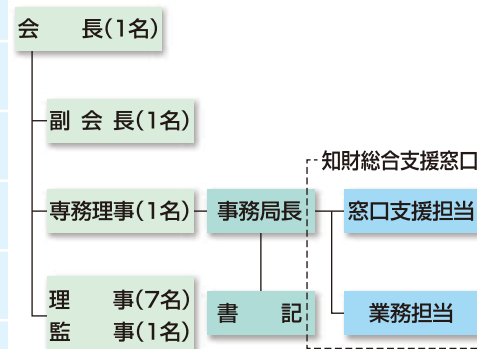 会　　長(1名)
副 会 長(1名)
知財総合支援窓口
専務理事(1名)
事務局長
窓口支援担当
理　　事(7名)
監　　事(1名)
書　　記
業務担当